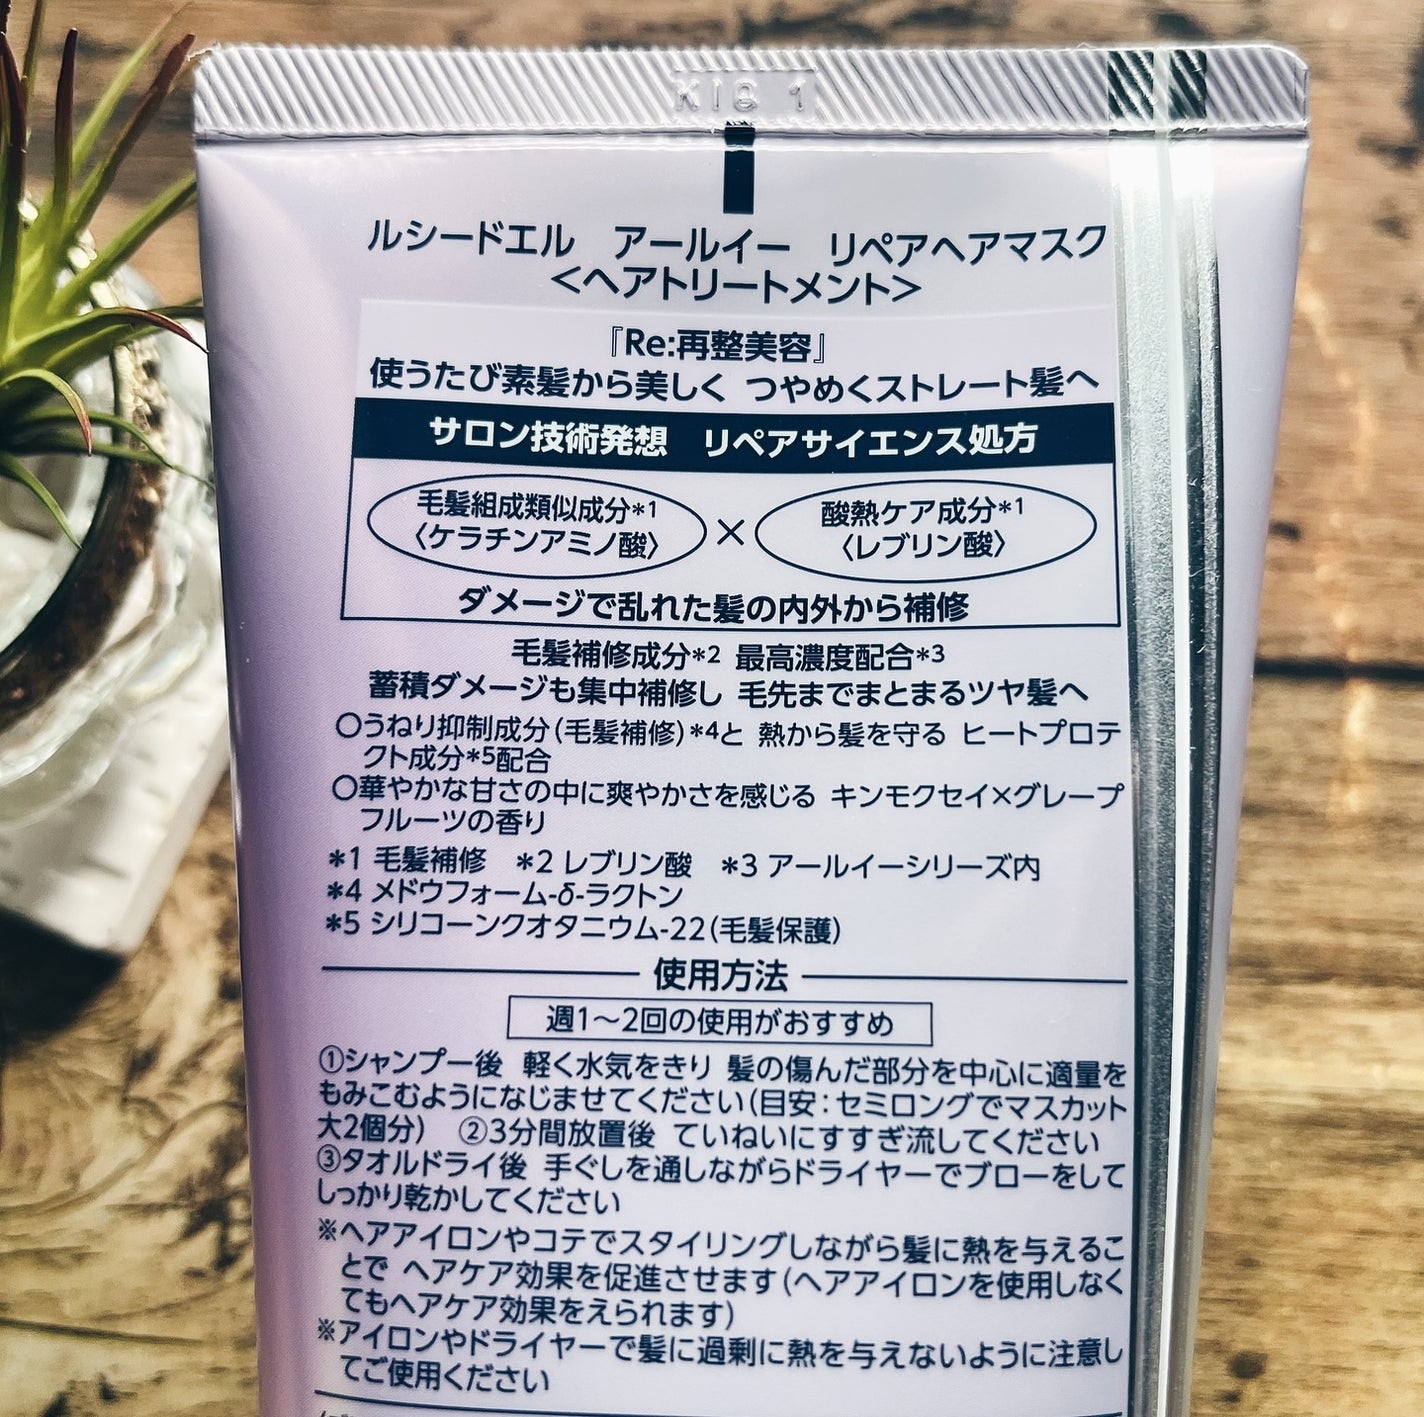 KIQ 1
ルシードエル アールイー リペアヘアマスク
<ヘアトリートメント>
『Re:再整美容』
使うたび素髪から美しく つやめくストレート髪へ
サロン技術発想 リペアサイエンス処方
毛髪組成類似成分*1
〈ケラチンアミノ酸〉
×
酸熱ケア成分*1
〈レブリン酸〉
ダメージで乱れた髪の内外から補修
毛髪補修成分*2 最高濃度配合*3
蓄積ダメージも集中補修し 毛先までまとまるツヤ髪へ
○うねり抑制成分(毛髪補修)*4と 熱から髪を守る ヒートプロテ
クト成分*5配合
○華やかな甘さの中に爽やかさを感じる キンモクセイ×グレープ
フルーツの香り
*1 毛髪補修 *2 レブリン酸 *3 アールイーシリーズ内
*4 メドウフォーム-δ-ラクトン
*5 シリコーンクオタニウム-22(毛髪保護)
使用方法
週1〜2回の使用がおすすめ
①シャンプー後 軽く水気をきり 髪の傷んだ部分を中心に適量を
もみこむようになじませてください(目安:セミロングでマスカット
大2個分) ②3分間放置後 ていねいにすすぎ流してください
③タオルドライ後 手ぐしを通しながらドライヤーでブローをして
しっかり乾かしてください
※ヘアアイロンやコテでスタイリングしながら髪に熱を与えるこ
とで ヘアケア効果を促進させます(ヘアアイロンを使用しなく
てもヘアケア効果をえられます)
※アイロンやドライヤーで髪に過剰に熱を与えないように注意し
てご使用ください